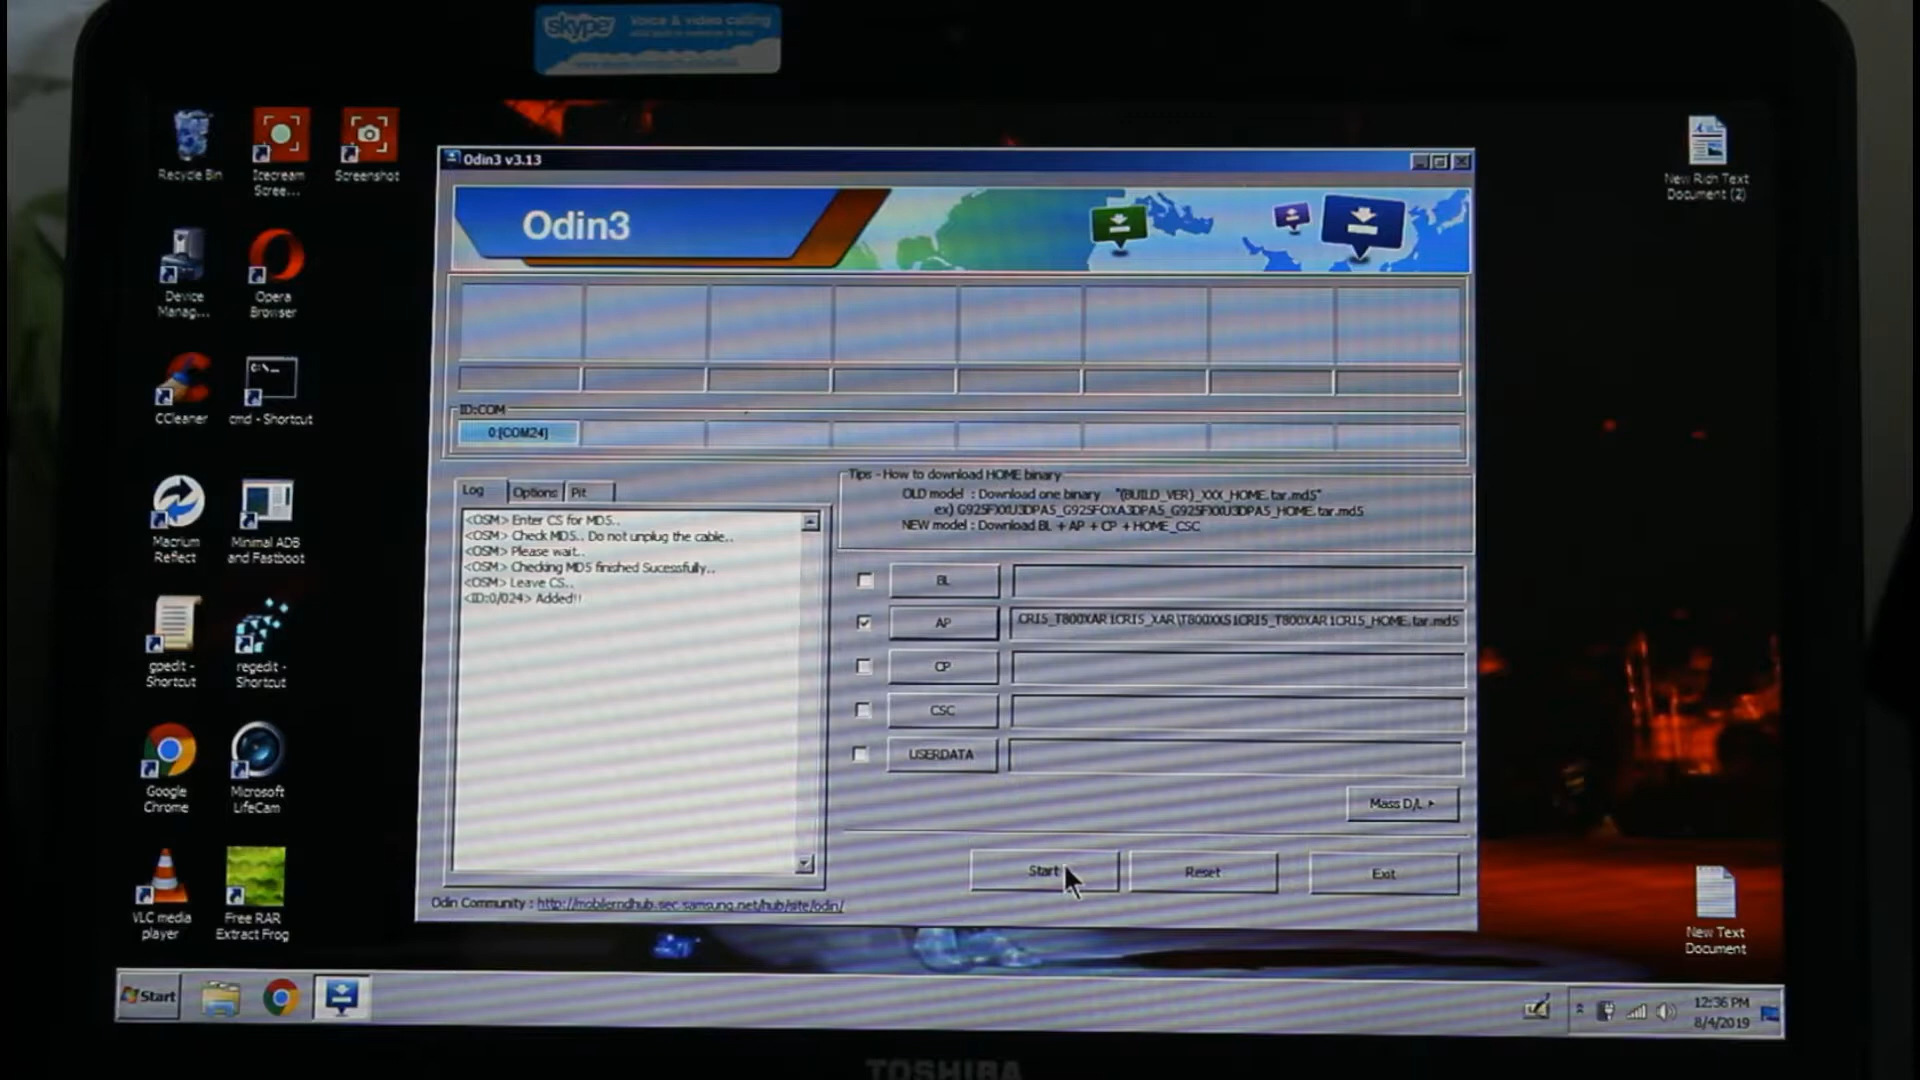 skype
Voice & video calling
Recycle Bin
Icecream
Scree...
Screenshot
New Rich Text
Document (2)
Odin3 v3.13
Odin3
Device
Manag...
Opera
Browser
ID:COM
0:[COM24]
CCleaner
cmd - Shortcut
Log
Options
Pit
Tips - How to download HOME binary
OLD model : Download one binary "(BUILD_VER)_XXX_HOME.tar.md5"
ex) G925FXXU3DPA5_G925FOXA3DPA5_G925FXXU3DPA5_HOME.tar.md5
NEW model : Download BL + AP + CP + HOME_CSC
<OSM> Enter CS for MD5..
<OSM> Check MD5.. Do not unplug the cable..
<OSM> Please wait..
<OSM> Checking MD5 finished Sucessfully..
<OSM> Leave CS..
<ID:0/024> Added!!
Macrium
Reflect
Minimal ADB
and Fastboot
BL
AP
CRI5_T800XAR1CRI5_XAR\T800XXS1CRI5_T800XAR1CRI5_HOME.tar.md5
CP
CSC
USERDATA
gpedit -
Shortcut
regedit -
Shortcut
Mass D/L
Google
Chrome
Microsoft
LifeCam
Start
Reset
Exit
Odin Community : http://mobilerndhub.sec.samsung.net/hub/site/odin/
VLC media
player
Free RAR
Extract Frog
New Text
Document
Start
12:36 PM
8/4/2019
TOSHIBA